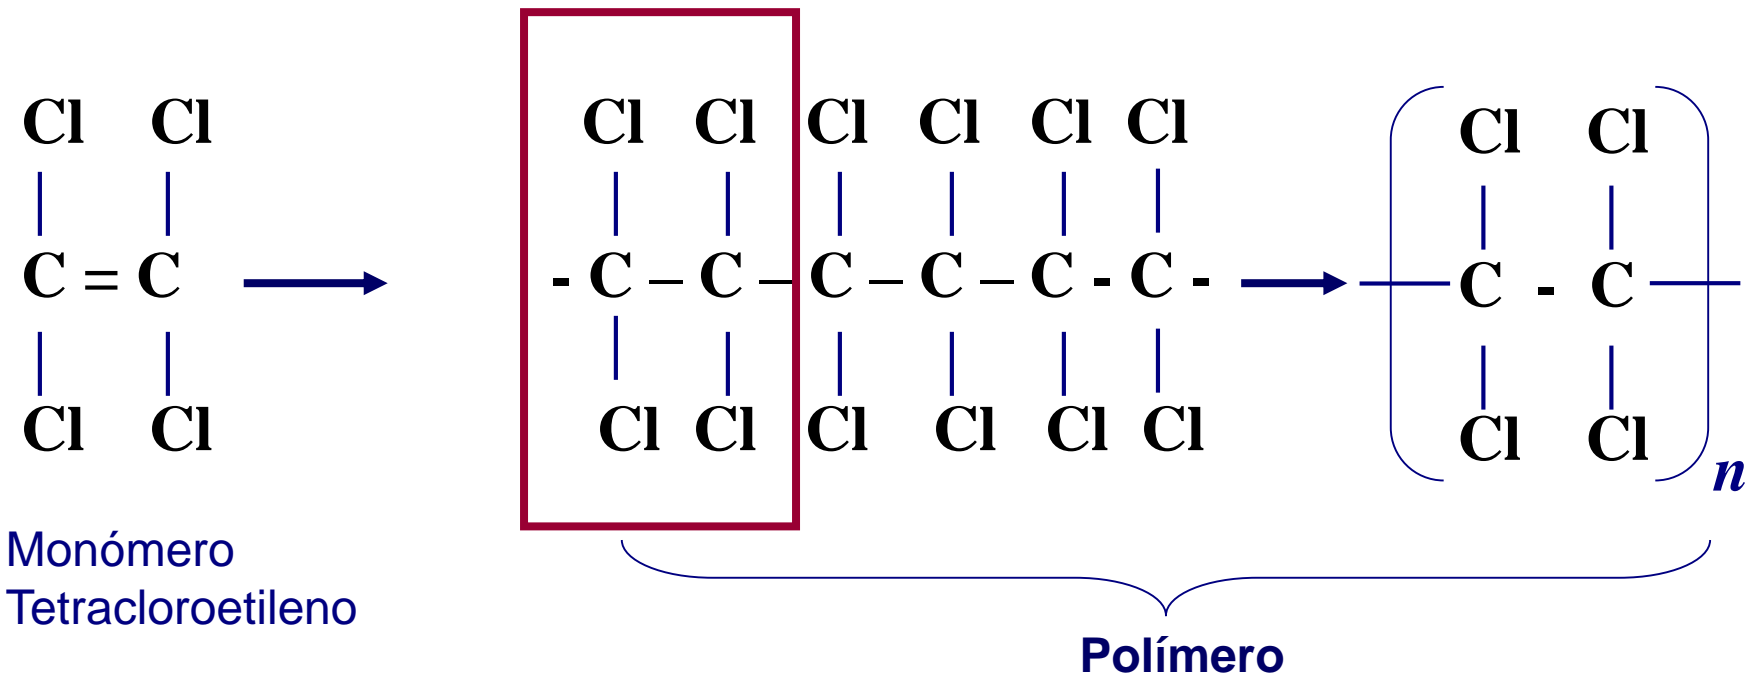 Cl Cl Cl Cl Cl Cl Cl Cl Cl Cl
C = C - C – C – C – C – C - C - C - C
Cl Cl Cl Cl Cl Cl Cl Cl Cl Cl
n
Monómero
Tetracloroetileno
Polímero